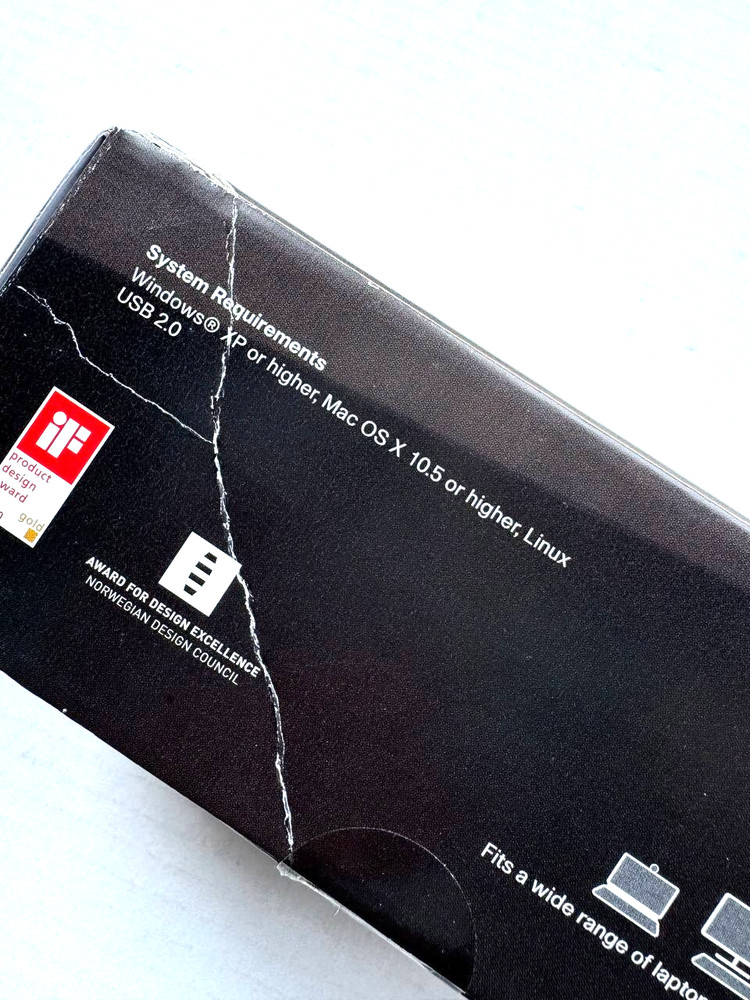 System Requirements
Windows® XP or higher, Mac OS X 10.5 or higher, Linux
USB 2.0
iF
product
design
ward
gold
AWARD FOR DESIGN EXCELLENCE
NORWEGIAN DESIGN COUNCIL
Fits a wide range of lapto